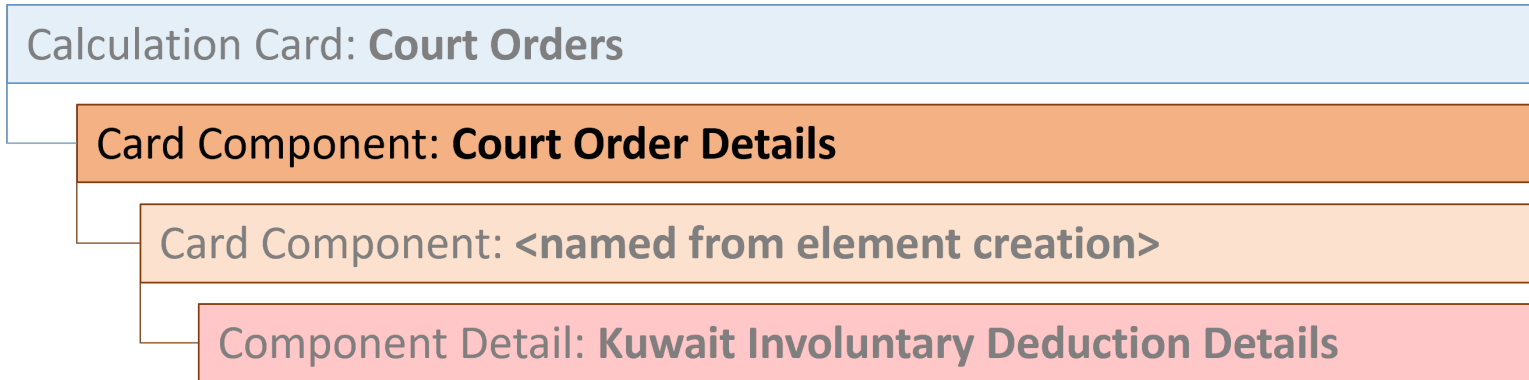 Calculation Card: Court Orders
Card Component: Court Order Details
Card Component: <named from element creation>
Component Detail: Kuwait Involuntary Deduction Details